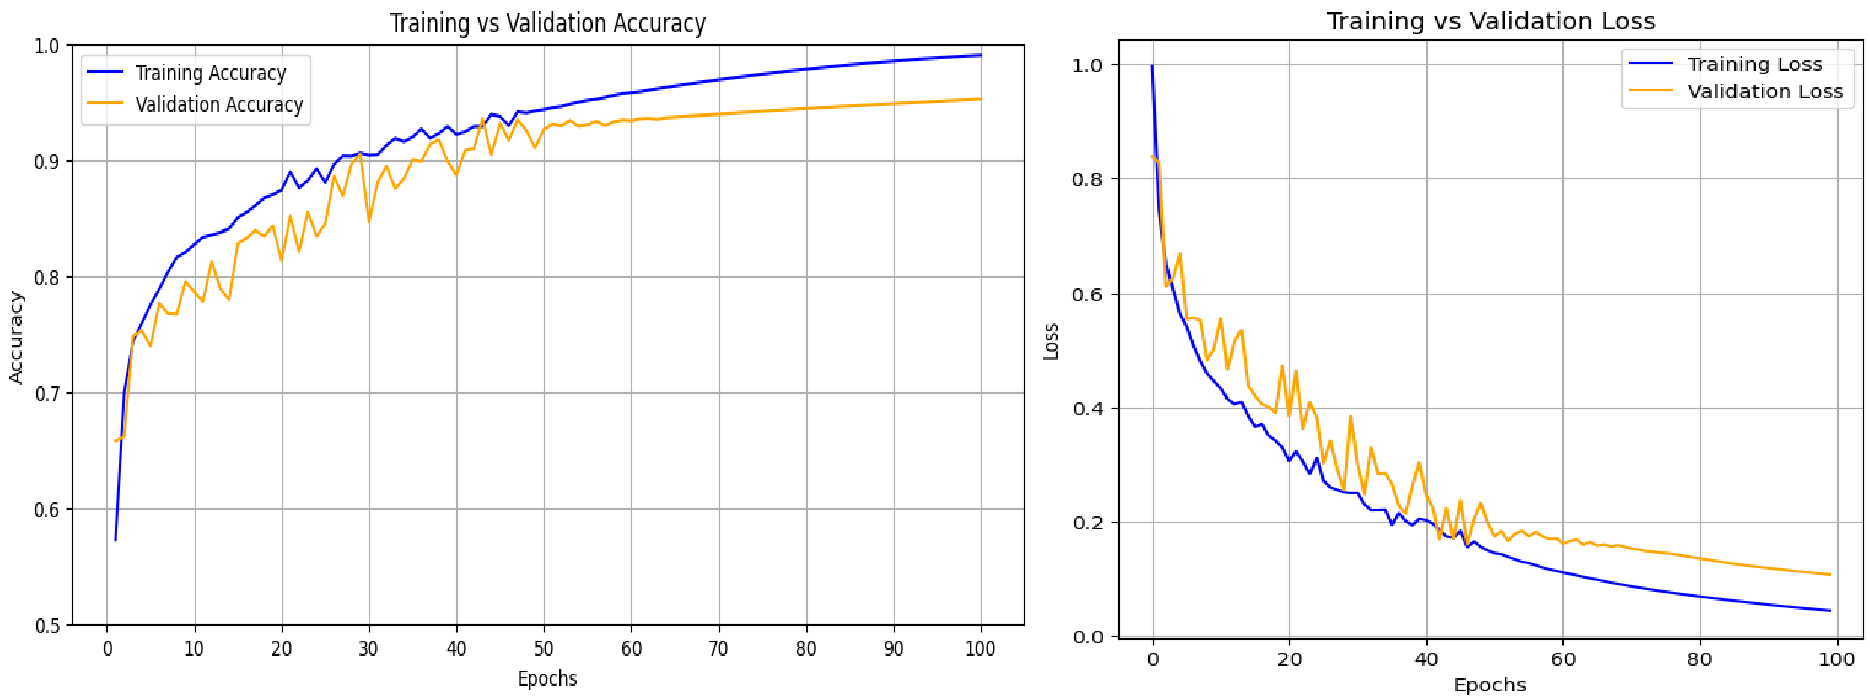 Training vs Validation Accuracy
Training Accuracy
Validation Accuracy
Accuracy
1.0
0.9
0.8
0.7
0.6
0.5
0 10 20 30 40 50 60 70 80 90 100
Epochs
Training vs Validation Loss
Training Loss
Validation Loss
Loss
1.0
0.8
0.6
0.4
0.2
0.0
0 20 40 60 80 100
Epochs